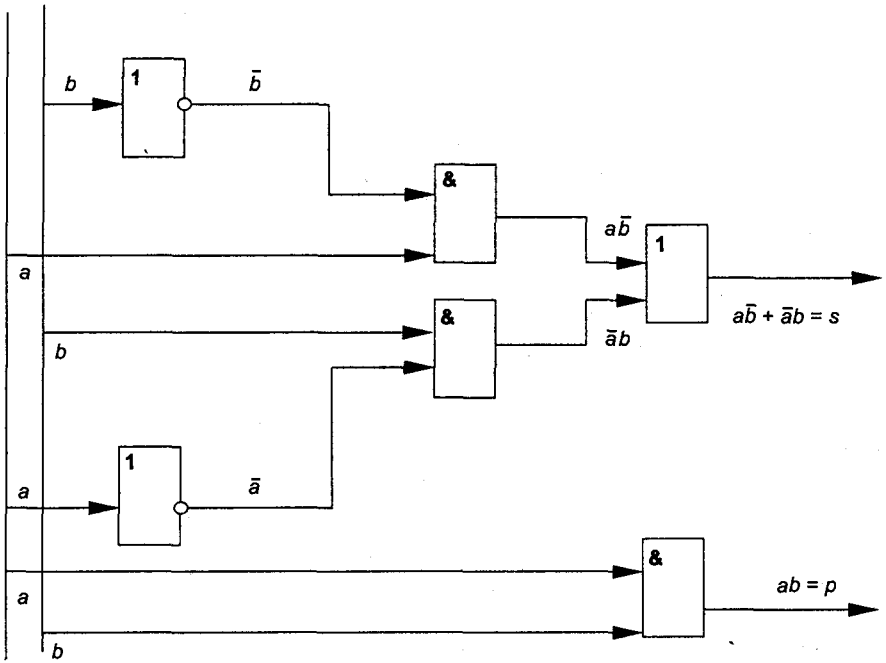 b
1
b̄
&
a
ab̄
1
ab̄ + āb = s
&
b
āb
1
a
ā
&
a
ab = p
b